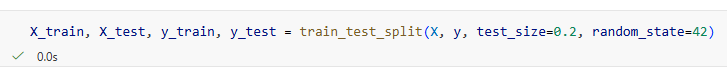 X_train, X_test, y_train, y_test = train_test_split(X, y, test_size=0.2, random_state=42)
0.0s